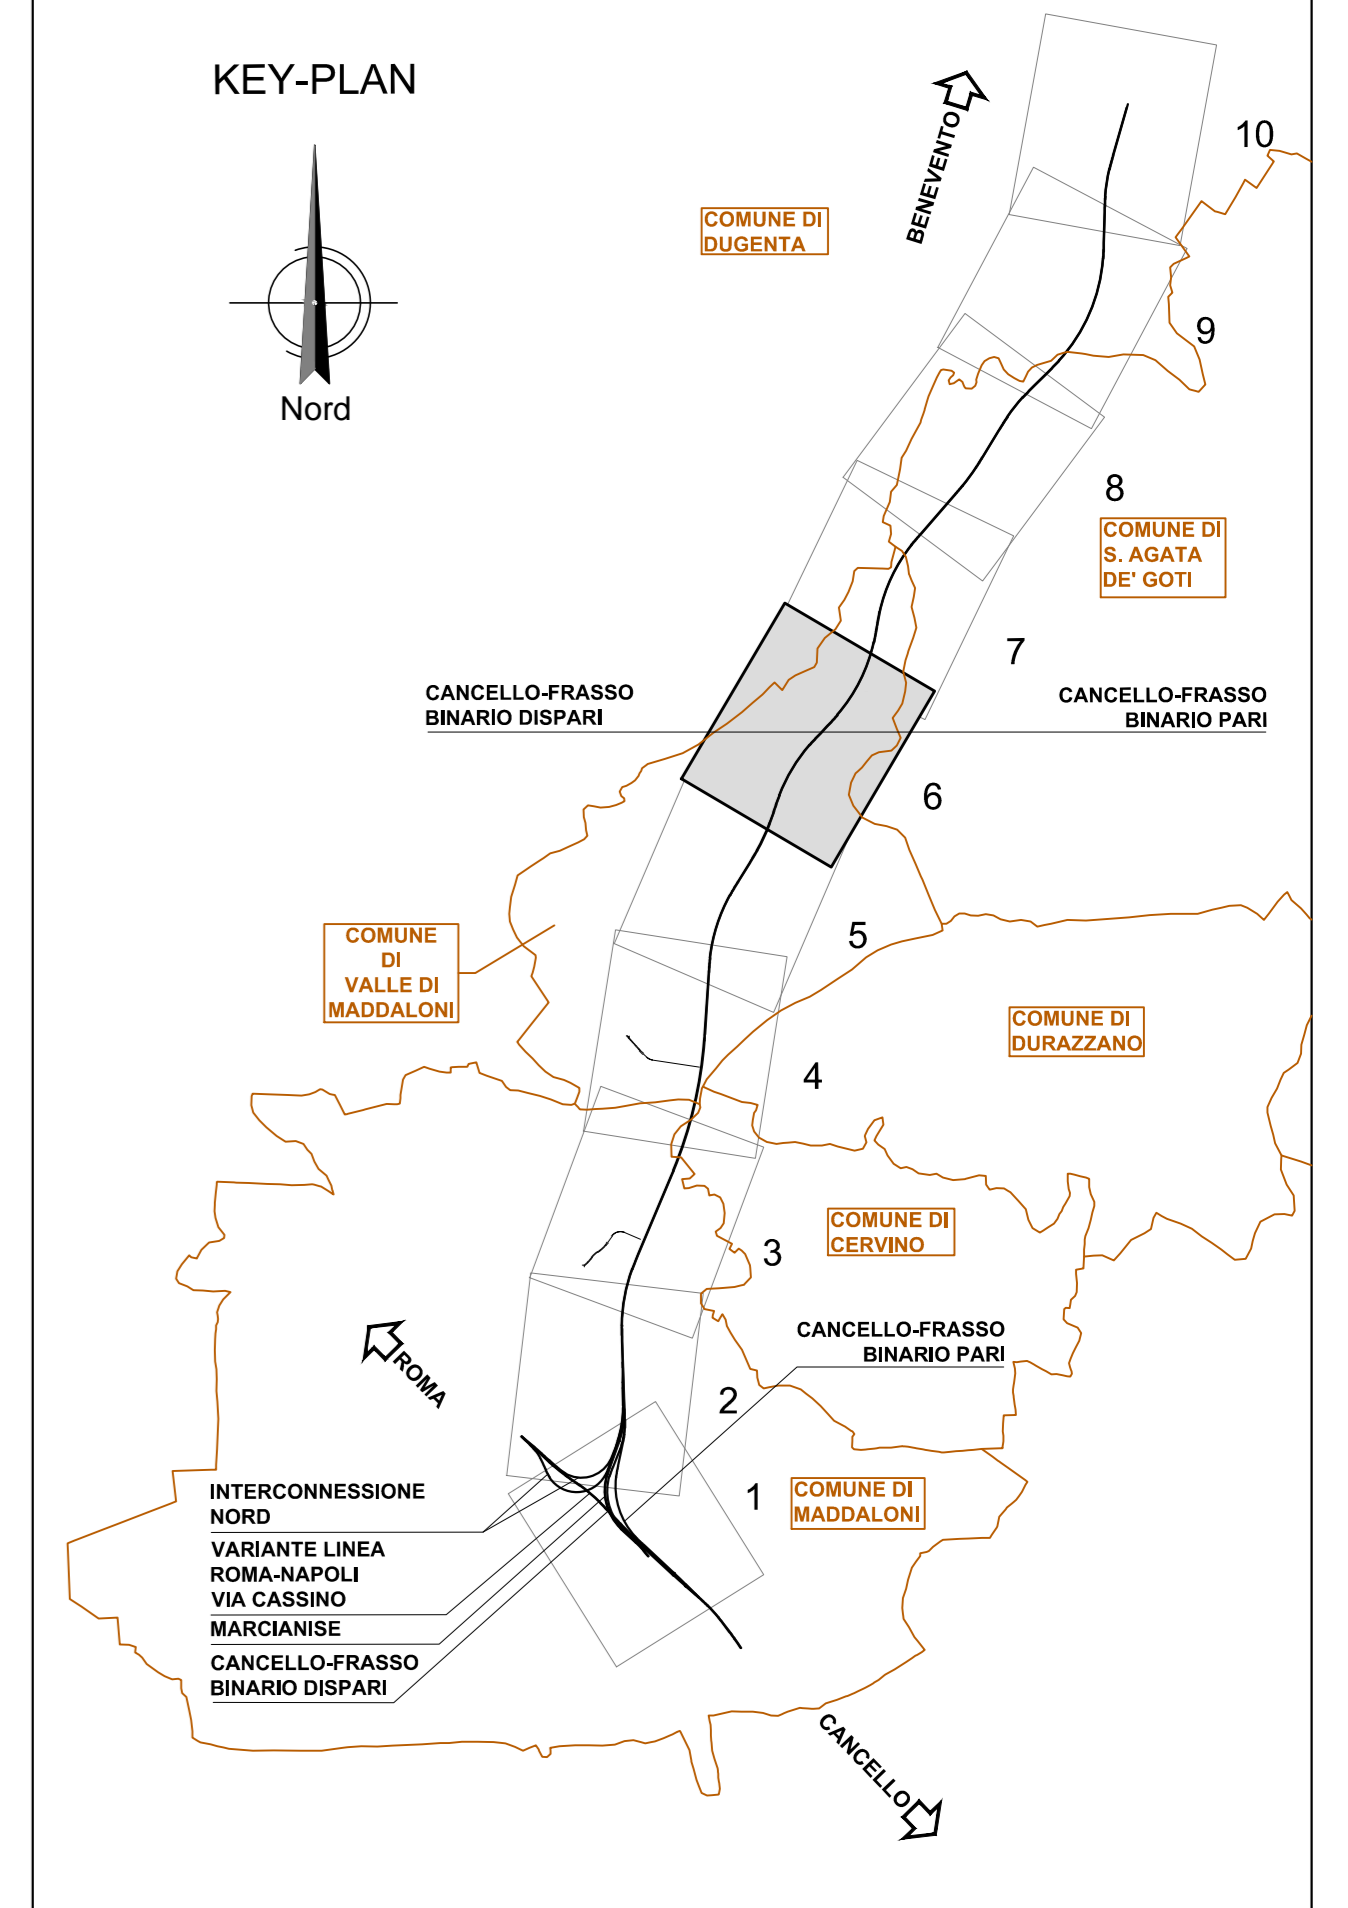 KEY-PLAN
Nord
BENEVENTO
10
COMUNE DI
DUGENTA
9
8
COMUNE DI
S. AGATA
DE' GOTI
7
CANCELLO-FRASSO
BINARIO DISPARI
CANCELLO-FRASSO
BINARIO PARI
6
5
COMUNE
DI
VALLE DI
MADDALONI
COMUNE DI
DURAZZANO
4
COMUNE DI
CERVINO
3
CANCELLO-FRASSO
BINARIO PARI
ROMA
2
1
COMUNE DI
MADDALONI
INTERCONNESSIONE
NORD
VARIANTE LINEA
ROMA-NAPOLI
VIA CASSINO
MARCIANISE
CANCELLO-FRASSO
BINARIO DISPARI
CANCELLO